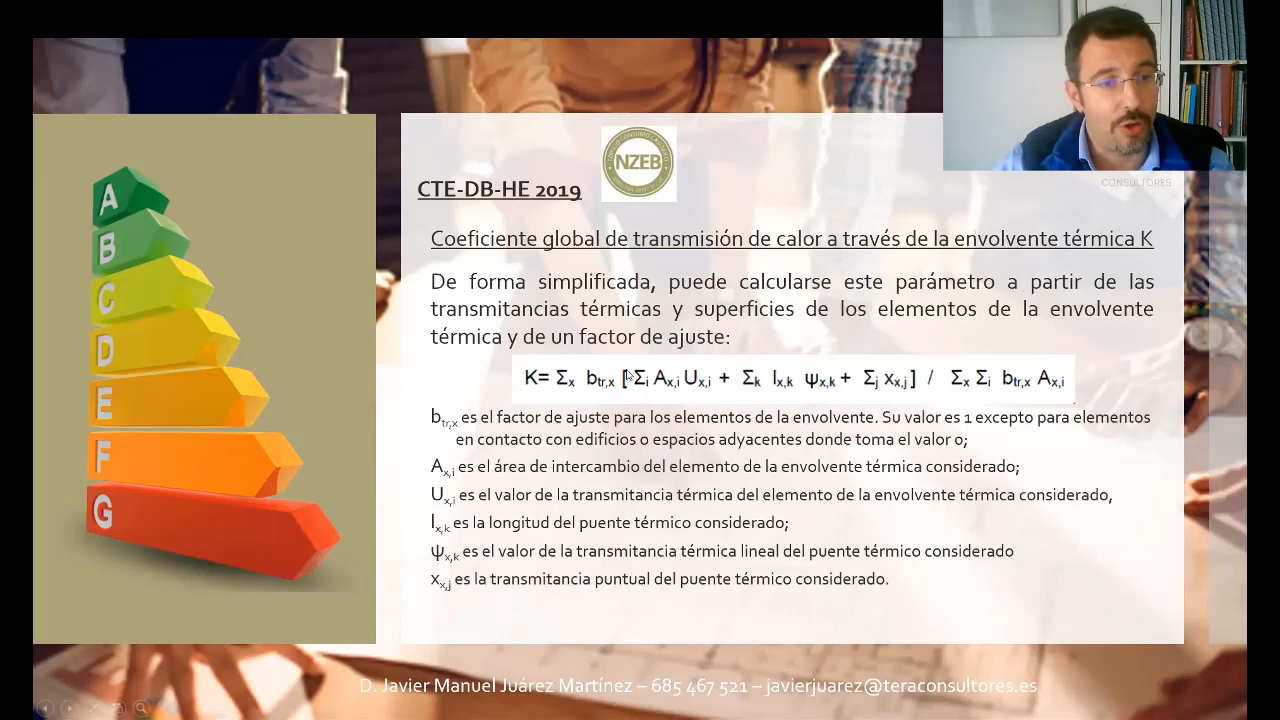 CONSULTORES
NZEB
CTE-DB-HE 2019
Coeficiente global de transmisión de calor a través de la envolvente térmica K
De forma simplificada, puede calcularse este parámetro a partir de las
transmitancias térmicas y superficies de los elementos de la envolvente
térmica y de un factor de ajuste:
K= Σx btr,x [ Σi Ax,i Ux,i + Σk lx,k ψx,k + Σj xx,j ] / Σx Σi btr,x Ax,i
btr,x es el factor de ajuste para los elementos de la envolvente. Su valor es 1 excepto para elementos
en contacto con edificios o espacios adyacentes donde toma el valor 0;
Ax,i es el área de intercambio del elemento de la envolvente térmica considerado;
Ux,i es el valor de la transmitancia térmica del elemento de la envolvente térmica considerado,
lx,k es la longitud del puente térmico considerado;
ψx,k es el valor de la transmitancia térmica lineal del puente térmico considerado
xx,j es la transmitancia puntual del puente térmico considerado.
A
B
C
D
E
F
G
D. Javier Manuel Juárez Martínez – 685 467 521 – javierjuarez@teraconsultores.es